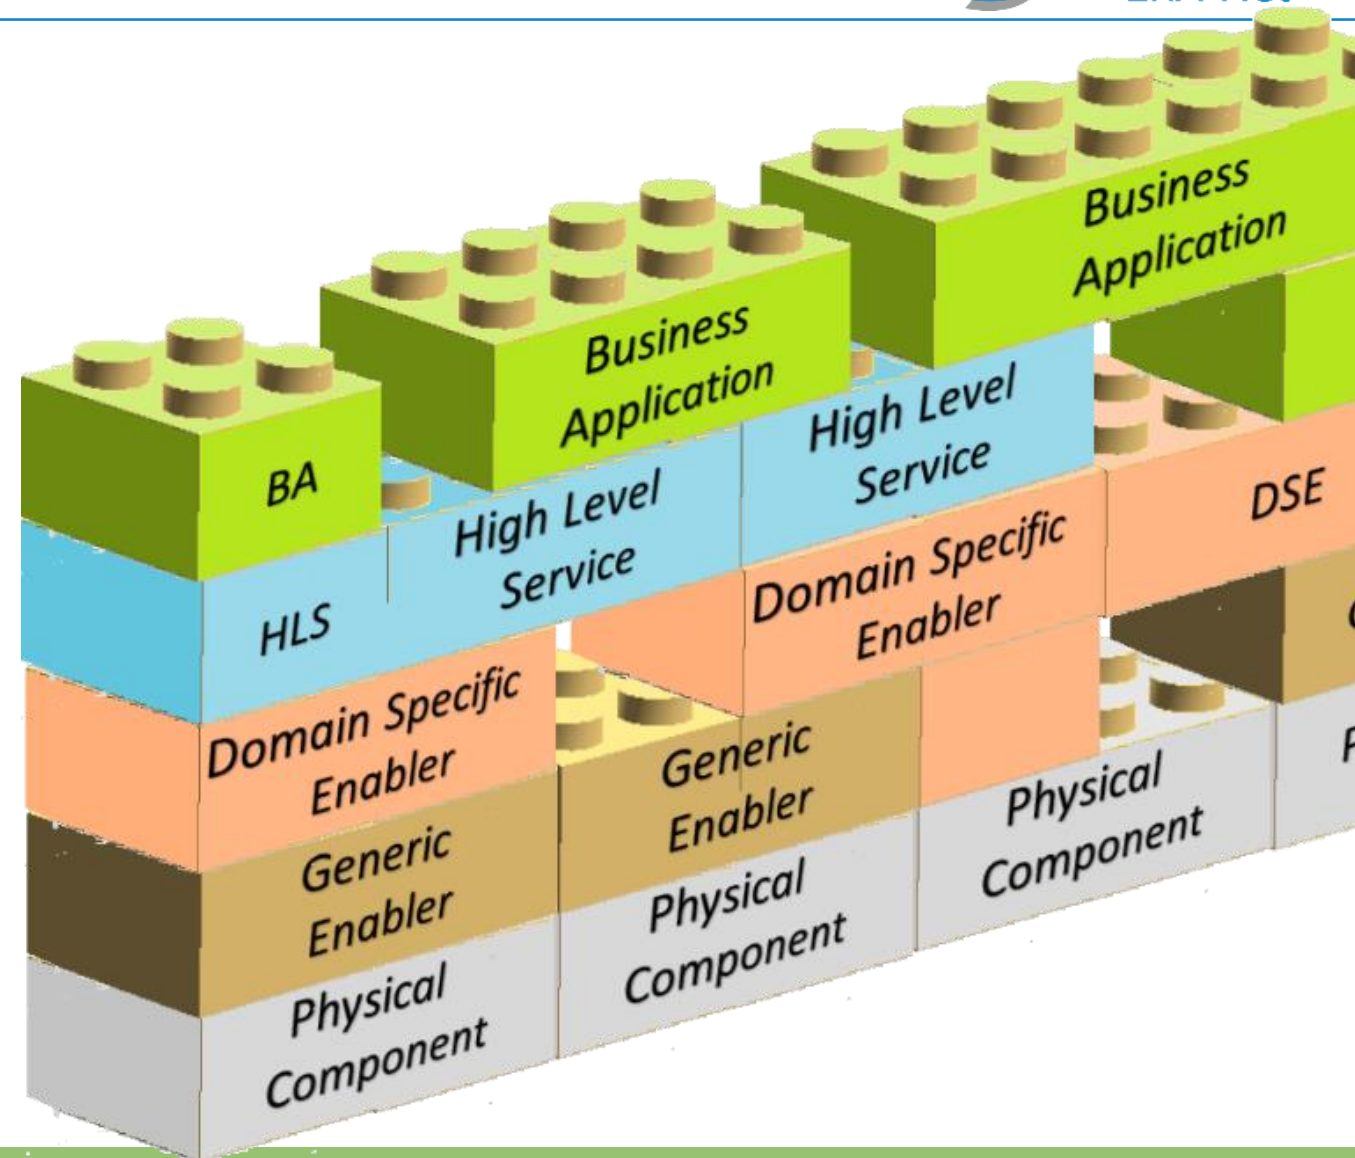 Business
Application
Business
Application
BA
High Level
Service
High Level
Service
HLS
DSE
Domain Specific
Enabler
Domain Specific
Enabler
Generic
Enabler
Generic
Enabler
Physical
Component
Physical
Component
Physical
Component